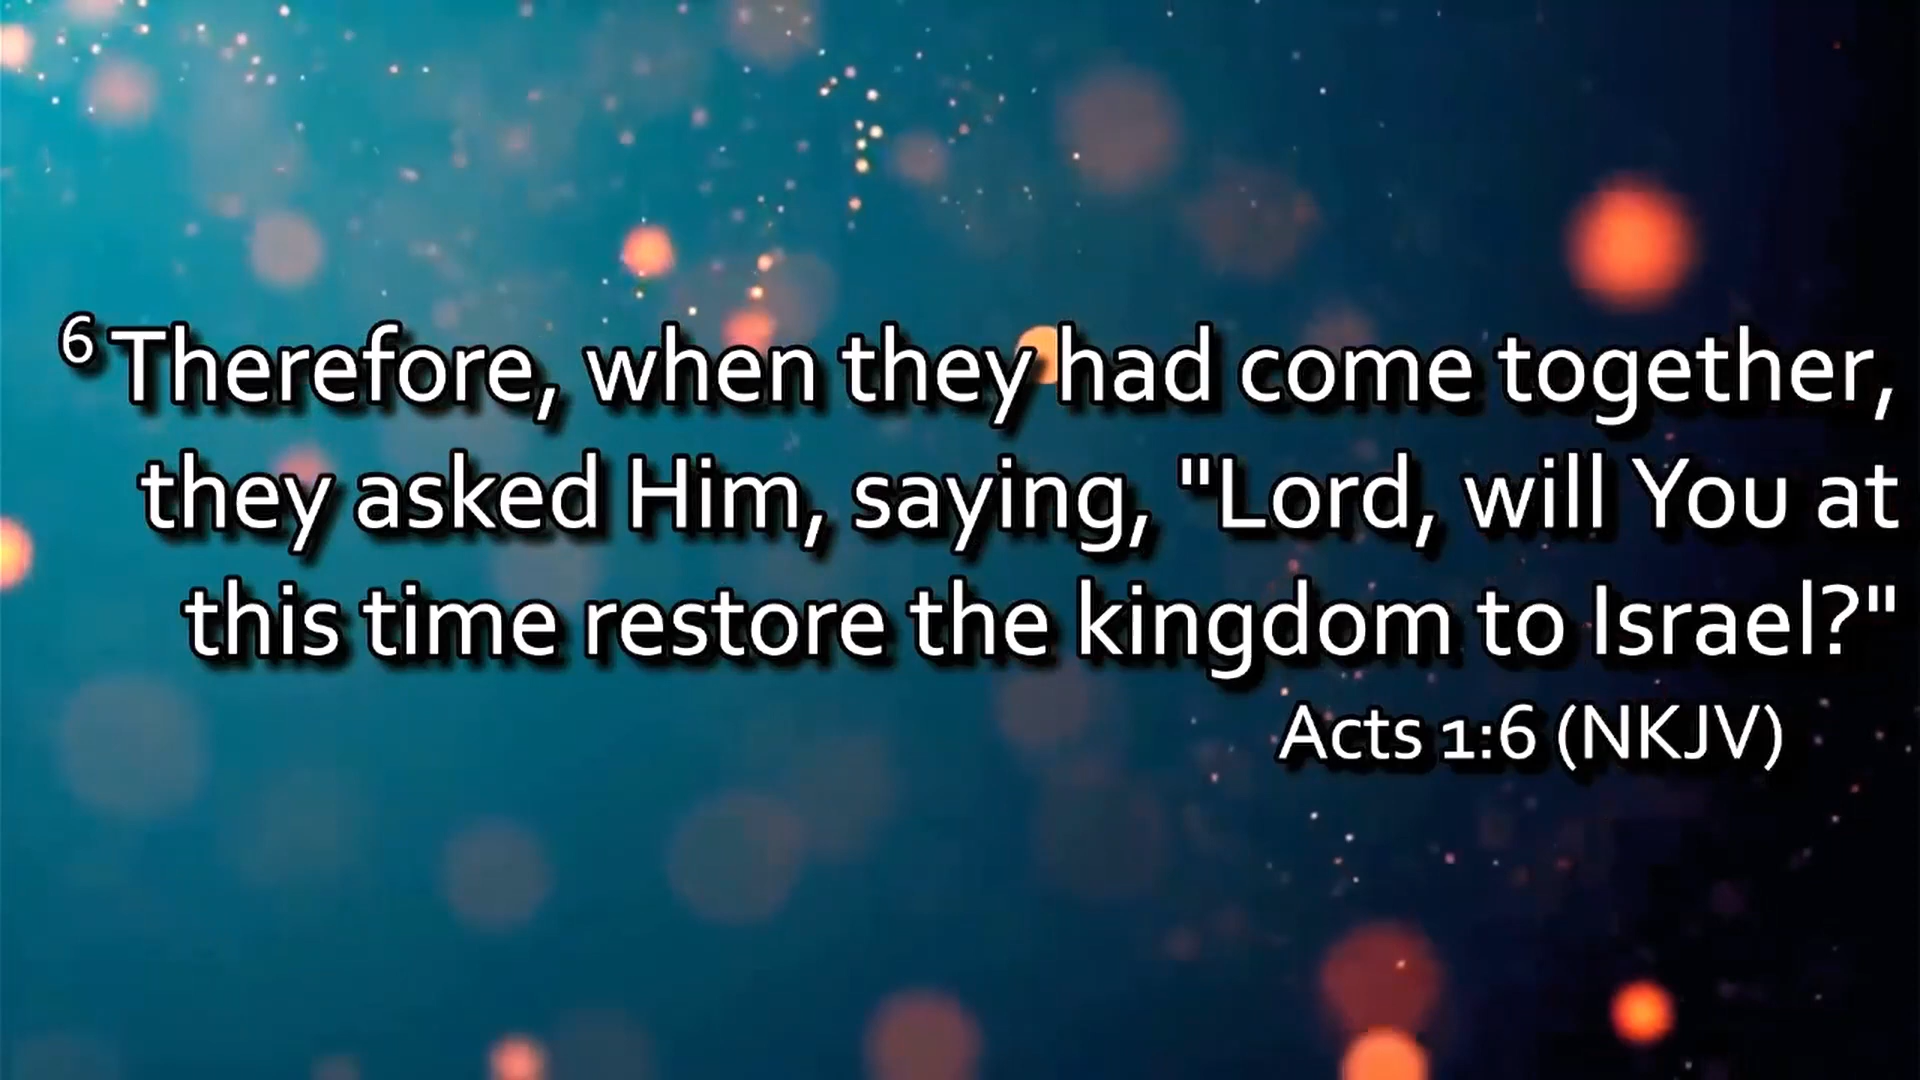 6 Therefore, when they had come together,
they asked Him, saying, "Lord, will You at
this time restore the kingdom to Israel?"
Acts 1:6 (NKJV)